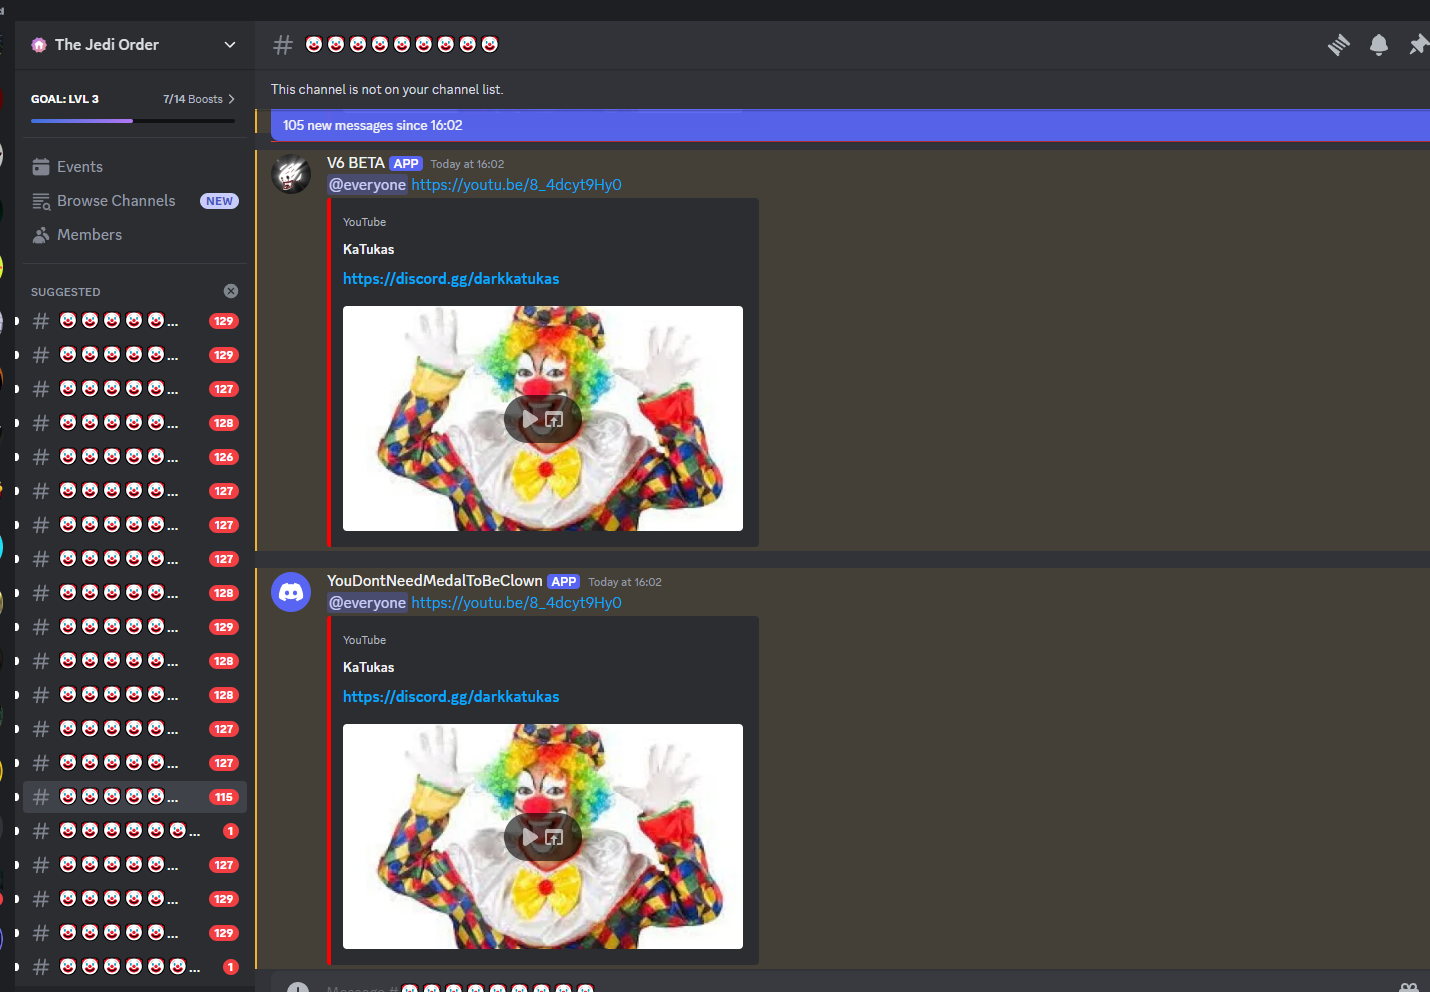 The Jedi Order
GOAL: LVL 3
7/14 Boosts
Events
Browse Channels
NEW
Members
SUGGESTED
# 🤡🤡🤡🤡🤡... 129
# 🤡🤡🤡🤡🤡... 129
# 🤡🤡🤡🤡🤡... 127
# 🤡🤡🤡🤡🤡... 128
# 🤡🤡🤡🤡🤡... 126
# 🤡🤡🤡🤡🤡... 127
# 🤡🤡🤡🤡🤡... 127
# 🤡🤡🤡🤡🤡... 127
# 🤡🤡🤡🤡🤡... 128
# 🤡🤡🤡🤡🤡... 129
# 🤡🤡🤡🤡🤡... 128
# 🤡🤡🤡🤡🤡... 128
# 🤡🤡🤡🤡🤡... 127
# 🤡🤡🤡🤡🤡... 127
# 🤡🤡🤡🤡🤡... 115
# 🤡🤡🤡🤡🤡🤡... 1
# 🤡🤡🤡🤡🤡... 127
# 🤡🤡🤡🤡🤡... 129
# 🤡🤡🤡🤡🤡... 129
# 🤡🤡🤡🤡🤡🤡... 1
# 🤡🤡🤡🤡🤡🤡🤡🤡🤡
This channel is not on your channel list.
105 new messages since 16:02
V6 BETA APP Today at 16:02
@everyone https://youtu.be/8_4dcyt9Hy0
YouTube
KaTukas
https://discord.gg/darkkatukas
YouDontNeedMedalToBeClown APP Today at 16:02
@everyone https://youtu.be/8_4dcyt9Hy0
YouTube
KaTukas
https://discord.gg/darkkatukas
Message #🤡🤡🤡🤡🤡🤡🤡🤡🤡